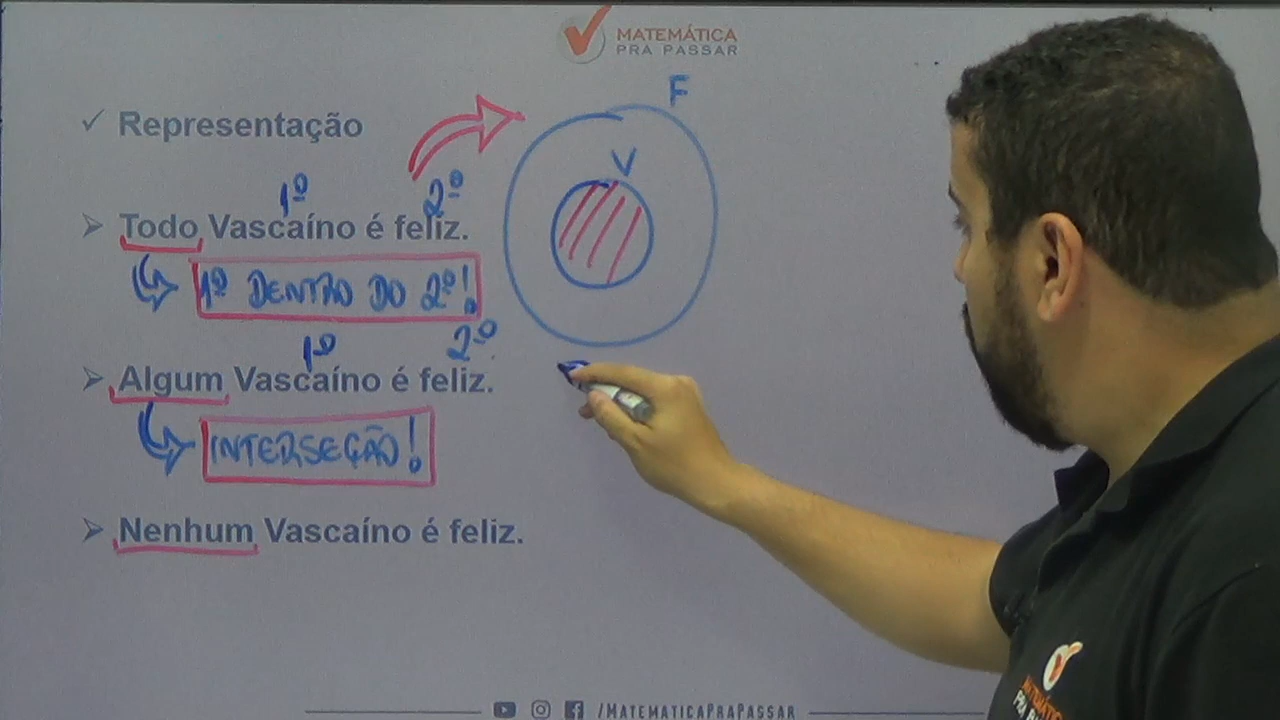 MATEMÁTICA
PRA PASSAR
F
✓ Representação
V
1º 2º
➢ Todo Vascaíno é feliz.
1º DENTRO DO 2º!
1º 2º
➢ Algum Vascaíno é feliz.
INTERSEÇÃO!
➢ Nenhum Vascaíno é feliz.
/MATEMATICAPRAPASSAR